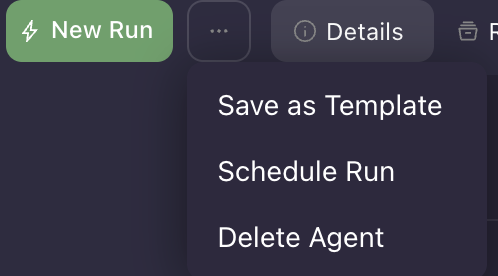 New Run
...
Details
Save as Template
Schedule Run
Delete Agent